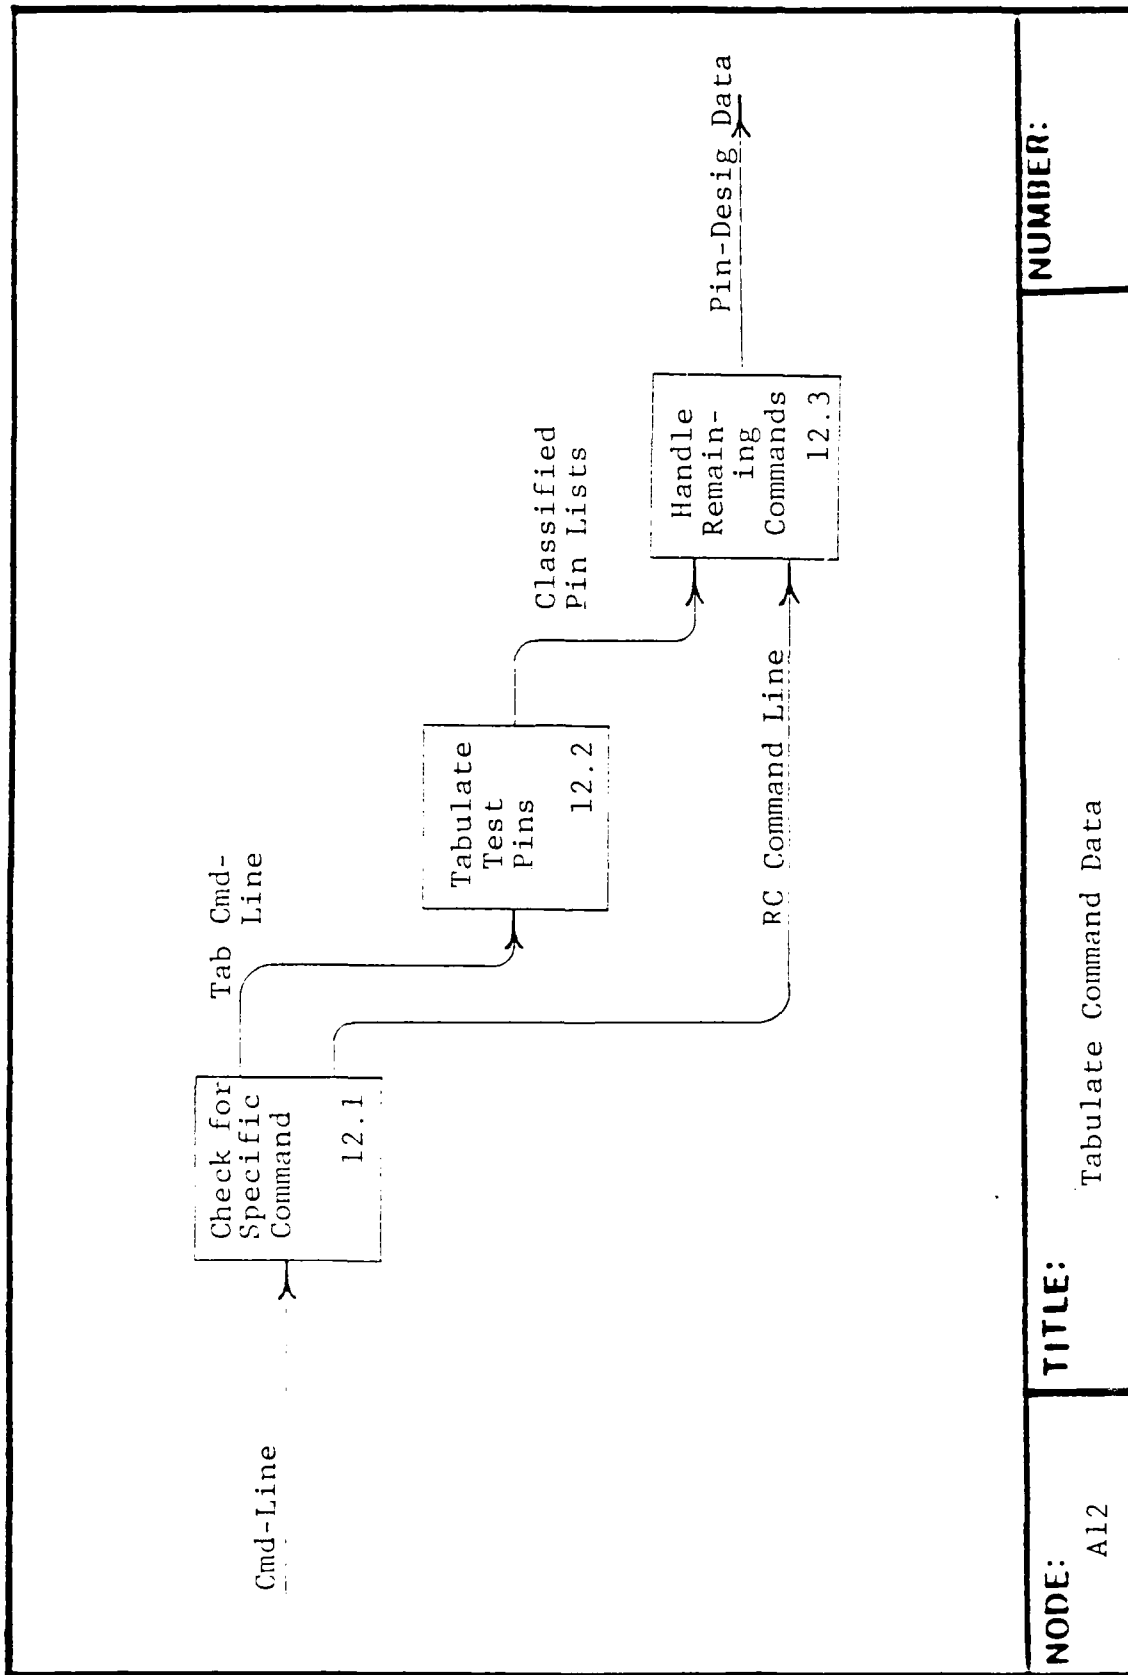 Cmd-Line
Check for
Specific
Command
12.1
Tab Cmd-
Line
Tabulate
Test
Pins
12.2
Classified
Pin Lists
RC Command Line
Handle
Remain-
ing
Commands
12.3
Pin-Desig Data
NODE:
A12
TITLE:
Tabulate Command Data
NUMBER: